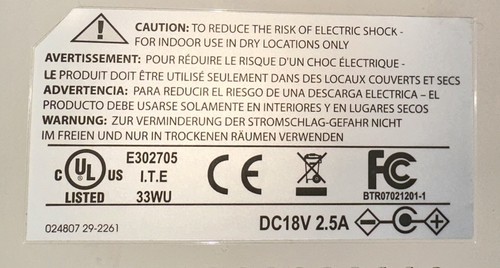 CAUTION: TO REDUCE THE RISK OF ELECTRIC SHOCK -
FOR INDOOR USE IN DRY LOCATIONS ONLY
AVERTISSEMENT: POUR RÉDUIRE LE RISQUE D'UN CHOC ÉLECTRIQUE -
LE PRODUIT DOIT ÊTRE UTILISÉ SEULEMENT DANS DES LOCAUX COUVERTS ET SECS
ADVERTENCIA: PARA REDUCIR EL RIESGO DE UNA DESCARGA ELECTRICA – EL
PRODUCTO DEBE USARSE SOLAMENTE EN INTERIORES Y EN LUGARES SECOS
WARNUNG: ZUR VERMINDERUNG DER STROMSCHLAG-GEFAHR NICHT
IM FREIEN UND NUR IN TROCKENEN RÄUMEN VERWENDEN
C UL US
LISTED
E302705
I.T.E
33WU
CE
FC
BTR07021201-1
024807 29-2261
DC18V 2.5A